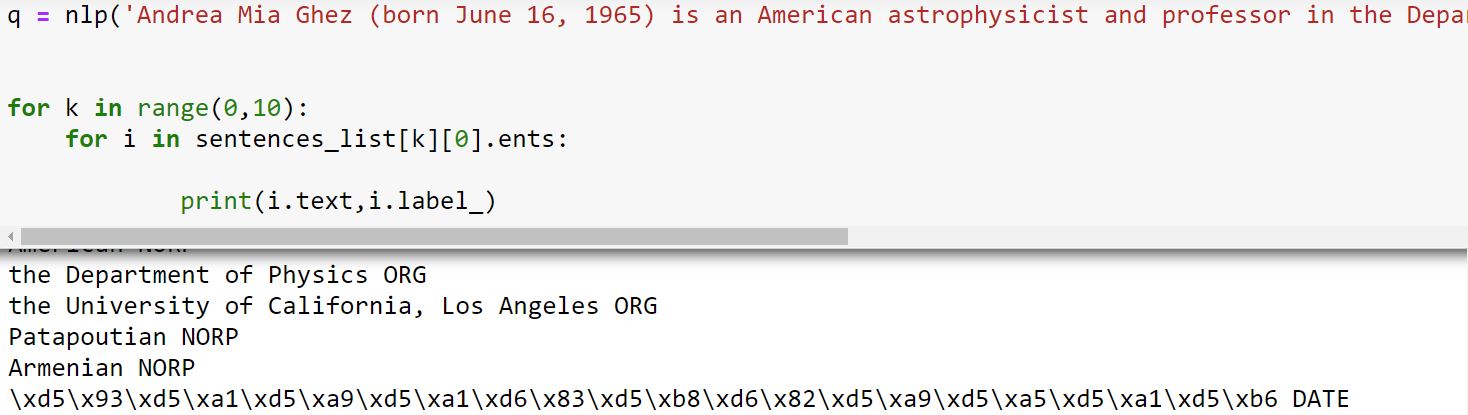 q = nlp('Andrea Mia Ghez (born June 16, 1965) is an American astrophysicist and professor in the
for k in range(0,10):
for i in sentences_list[k][0].ents:
print(i.text,i.label_)
the Department of Physics ORG
the University of California, Los Angeles ORG
Patapoutian NORP
Armenian NORP
\xd5\x93\xd5\xa1\xd5\xa9\xd5\xa1\xd6\x83\xd5\xb8\xd6\x82\xd5\xa9\xd5\xa5\xd5\xa1\xd5\xb6 DATE